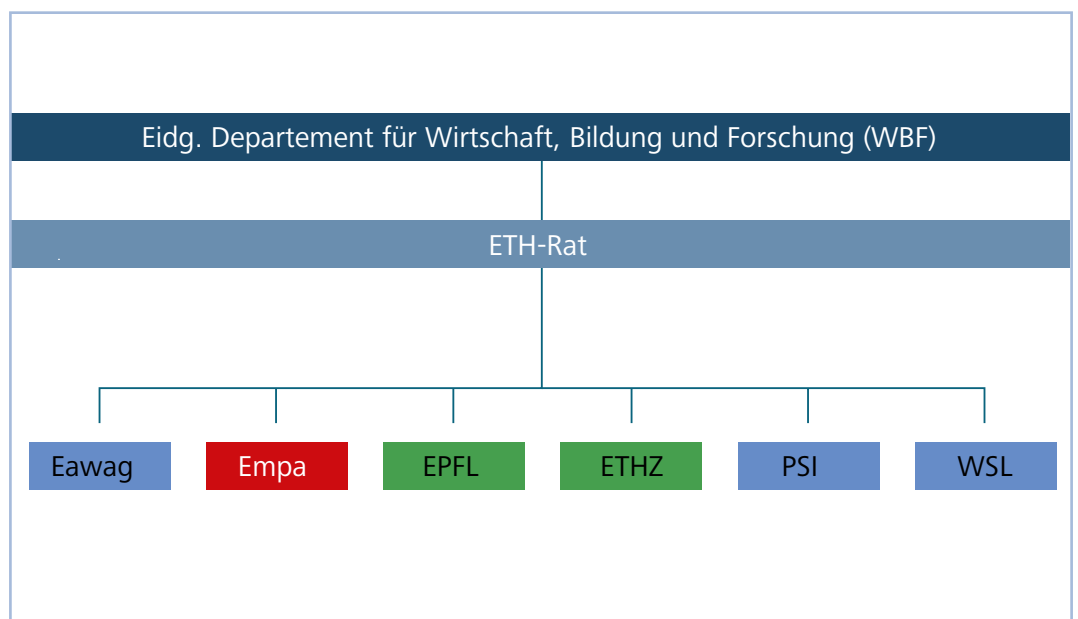 Eidg. Departement für Wirtschaft, Bildung und Forschung (WBF)
ETH-Rat
Eawag
Empa
EPFL
ETHZ
PSI
WSL